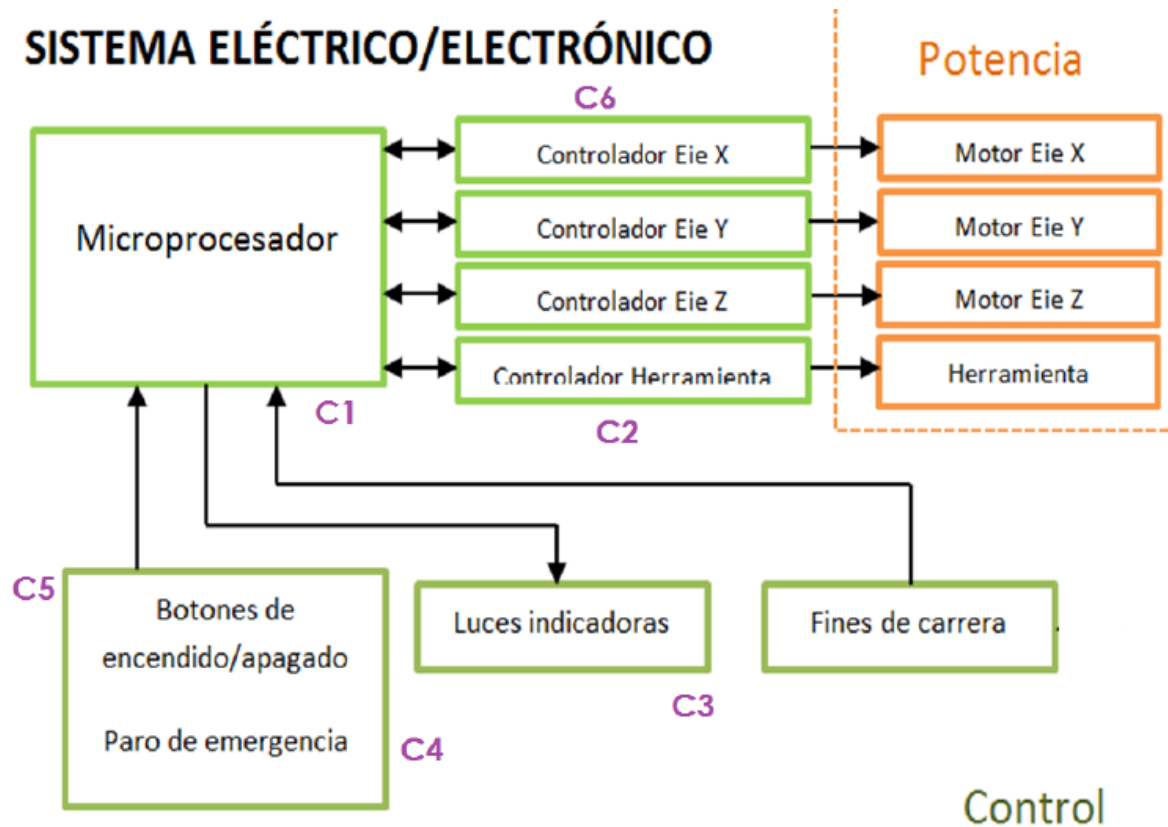 SISTEMA ELÉCTRICO/ELECTRÓNICO
Potencia
C6
Microprocesador
Controlador Eie X
Motor Eie X
Controlador Eie Y
Motor Eie Y
Controlador Eie Z
Motor Eie Z
Controlador Herramienta
Herramienta
C1
C2
C5
Botones de
encendido/apagado
Paro de emergencia
C4
Luces indicadoras
C3
Fines de carrera
Control